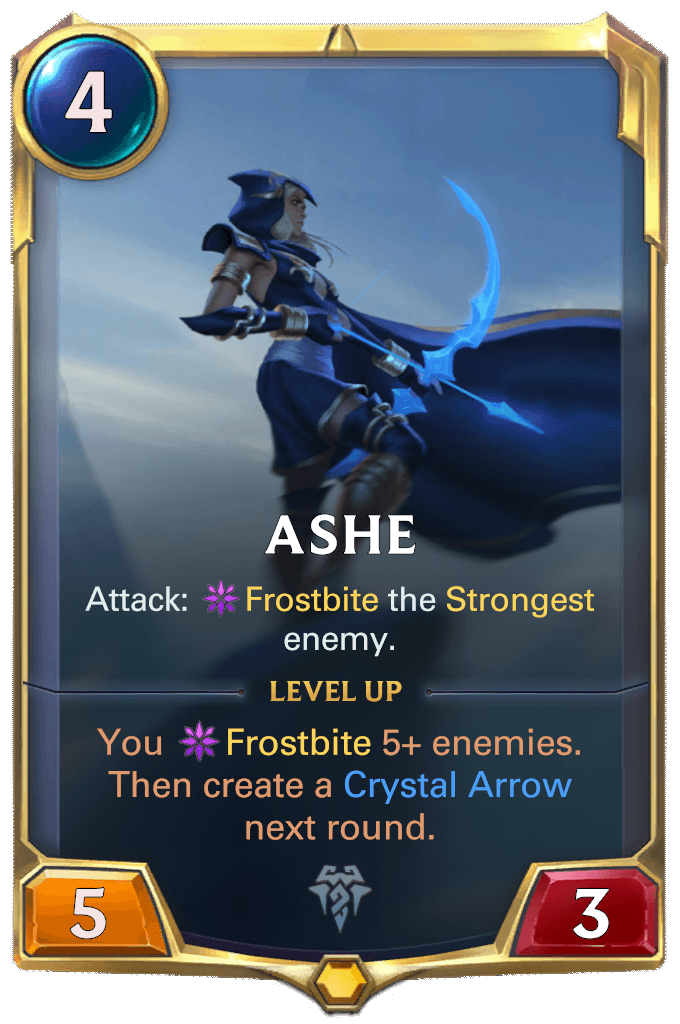 4
ASHE
Attack: Frostbite the Strongest
enemy.
LEVEL UP
You Frostbite 5+ enemies.
Then create a Crystal Arrow
next round.
5
3